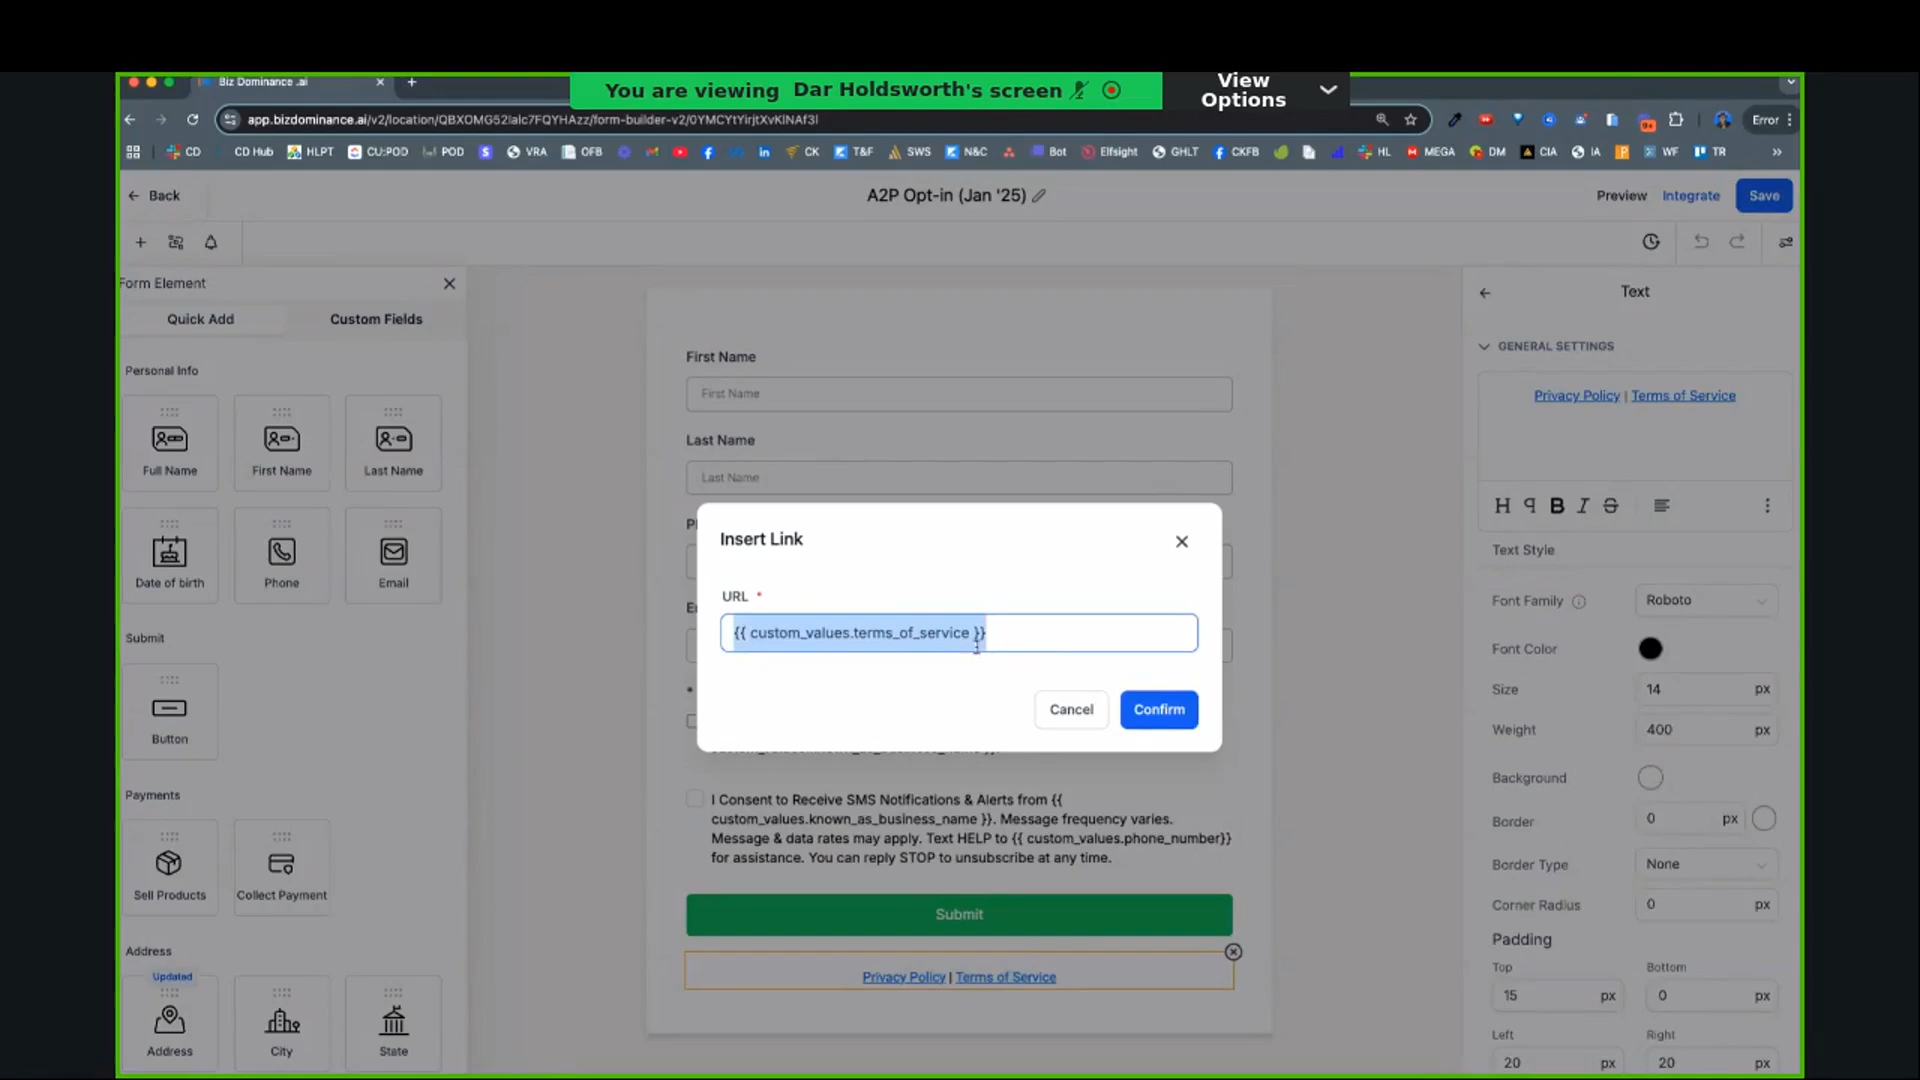 Biz Dominance .ai
You are viewing Dar Holdsworth's screen
View Options
app.bizdominance.ai/v2/location/QBXOMG52Ialc7FQYHAzz/form-builder-v2/0YMCYtYirjtXvKlNAf3l
Error
CD
CD Hub
HLPT
CU:POD
POD
VRA
OFB
CK
T&F
SWS
N&C
Bot
Elfsight
GHLT
CKFB
HL
MEGA
DM
CIA
IA
WF
TR
Back
A2P Opt-in (Jan '25)
Preview
Integrate
Save
Form Element
Quick Add
Custom Fields
Personal Info
Full Name
First Name
Last Name
Date of birth
Phone
Email
Submit
Button
Payments
Sell Products
Collect Payment
Address
Updated
Address
City
State
First Name
First Name
Last Name
Last Name
Insert Link
URL *
{{ custom_values.terms_of_service }}
Cancel
Confirm
I Consent to Receive SMS Notifications & Alerts from {{
custom_values.known_as_business_name }}. Message frequency varies.
Message & data rates may apply. Text HELP to {{ custom_values.phone_number}}
for assistance. You can reply STOP to unsubscribe at any time.
Submit
Privacy Policy | Terms of Service
Text
GENERAL SETTINGS
Privacy Policy | Terms of Service
H B I S
Text Style
Font Family
Roboto
Font Color
Size
14 px
Weight
400 px
Background
Border
0 px
Border Type
None
Corner Radius
0 px
Padding
Top
Bottom
15 px
0 px
Left
Right
20 px
20 px